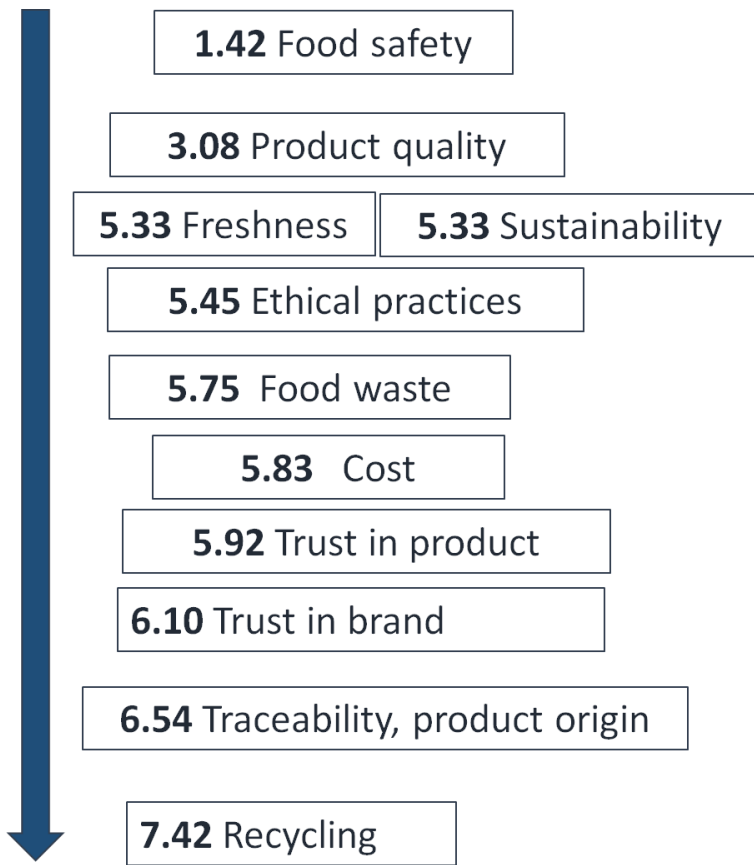 1.42 Food safety
3.08 Product quality
5.33 Freshness
5.33 Sustainability
5.45 Ethical practices
5.75 Food waste
5.83 Cost
5.92 Trust in product
6.10 Trust in brand
6.54 Traceability, product origin
7.42 Recycling